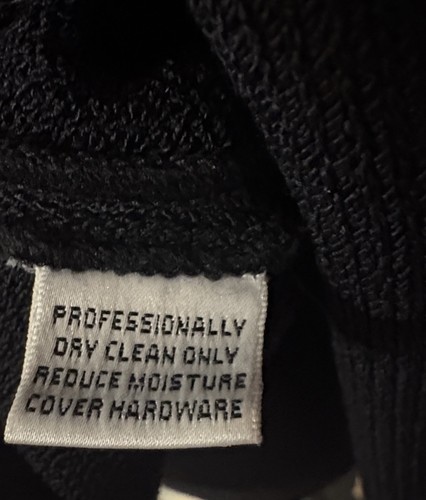 PROFESSIONALLY
DRY CLEAN ONLY
REDUCE MOISTURE
COVER HARDWARE